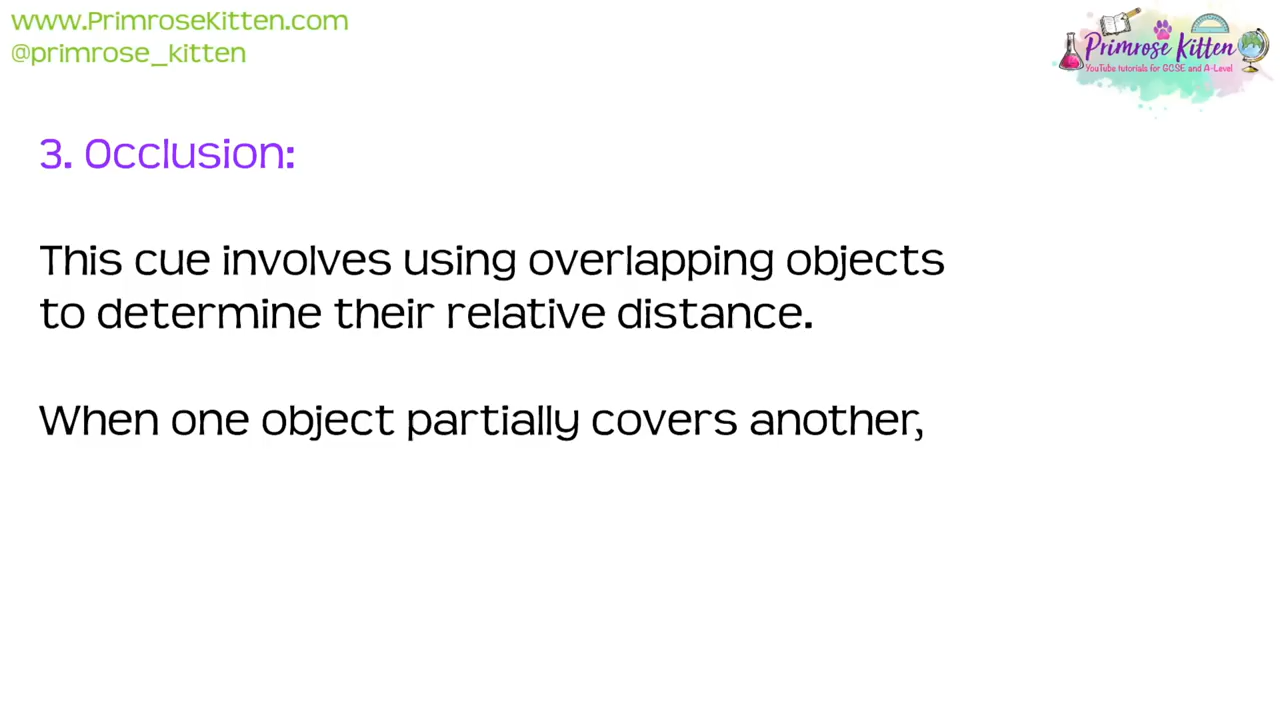 www.PrimroseKitten.com
@primrose_kitten
Primrose Kitten
YouTube tutorials for GCSE and A-Level
3. Occlusion:
This cue involves using overlapping objects
to determine their relative distance.
When one object partially covers another,